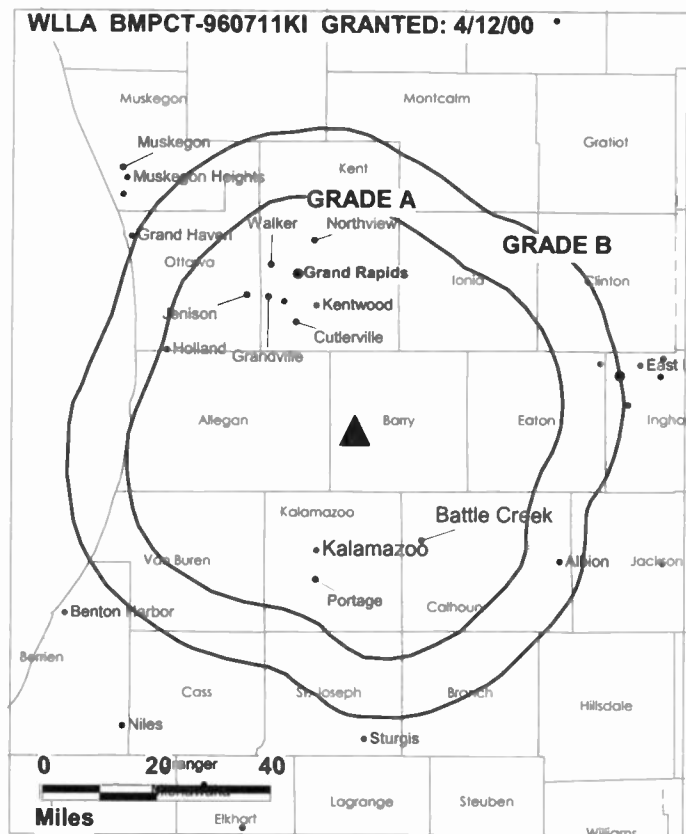 WLLA BMPCT-960711KI GRANTED: 4/12/00
Muskegon
Montcalm
Gratiot
Muskegon
Muskegon Heights
Kent
GRADE A
Walker
Northview
Grand Haven
GRADE B
Ottawa
Grand Rapids
Ionia
Clinton
Jenison
Kentwood
Cutlerville
Holland
Grandville
East
Allegan
Barry
Eaton
Ingha
Kalamazoo
Battle Creek
Kalamazoo
Van Buren
Albion
Jackson
Portage
Calhoun
Benton Harbor
Berrien
Cass
St. Joseph
Branch
Hillsdale
Niles
Sturgis
0 20 40
ranger
Miles
Lagrange
Steuben
Elkhart
Williams